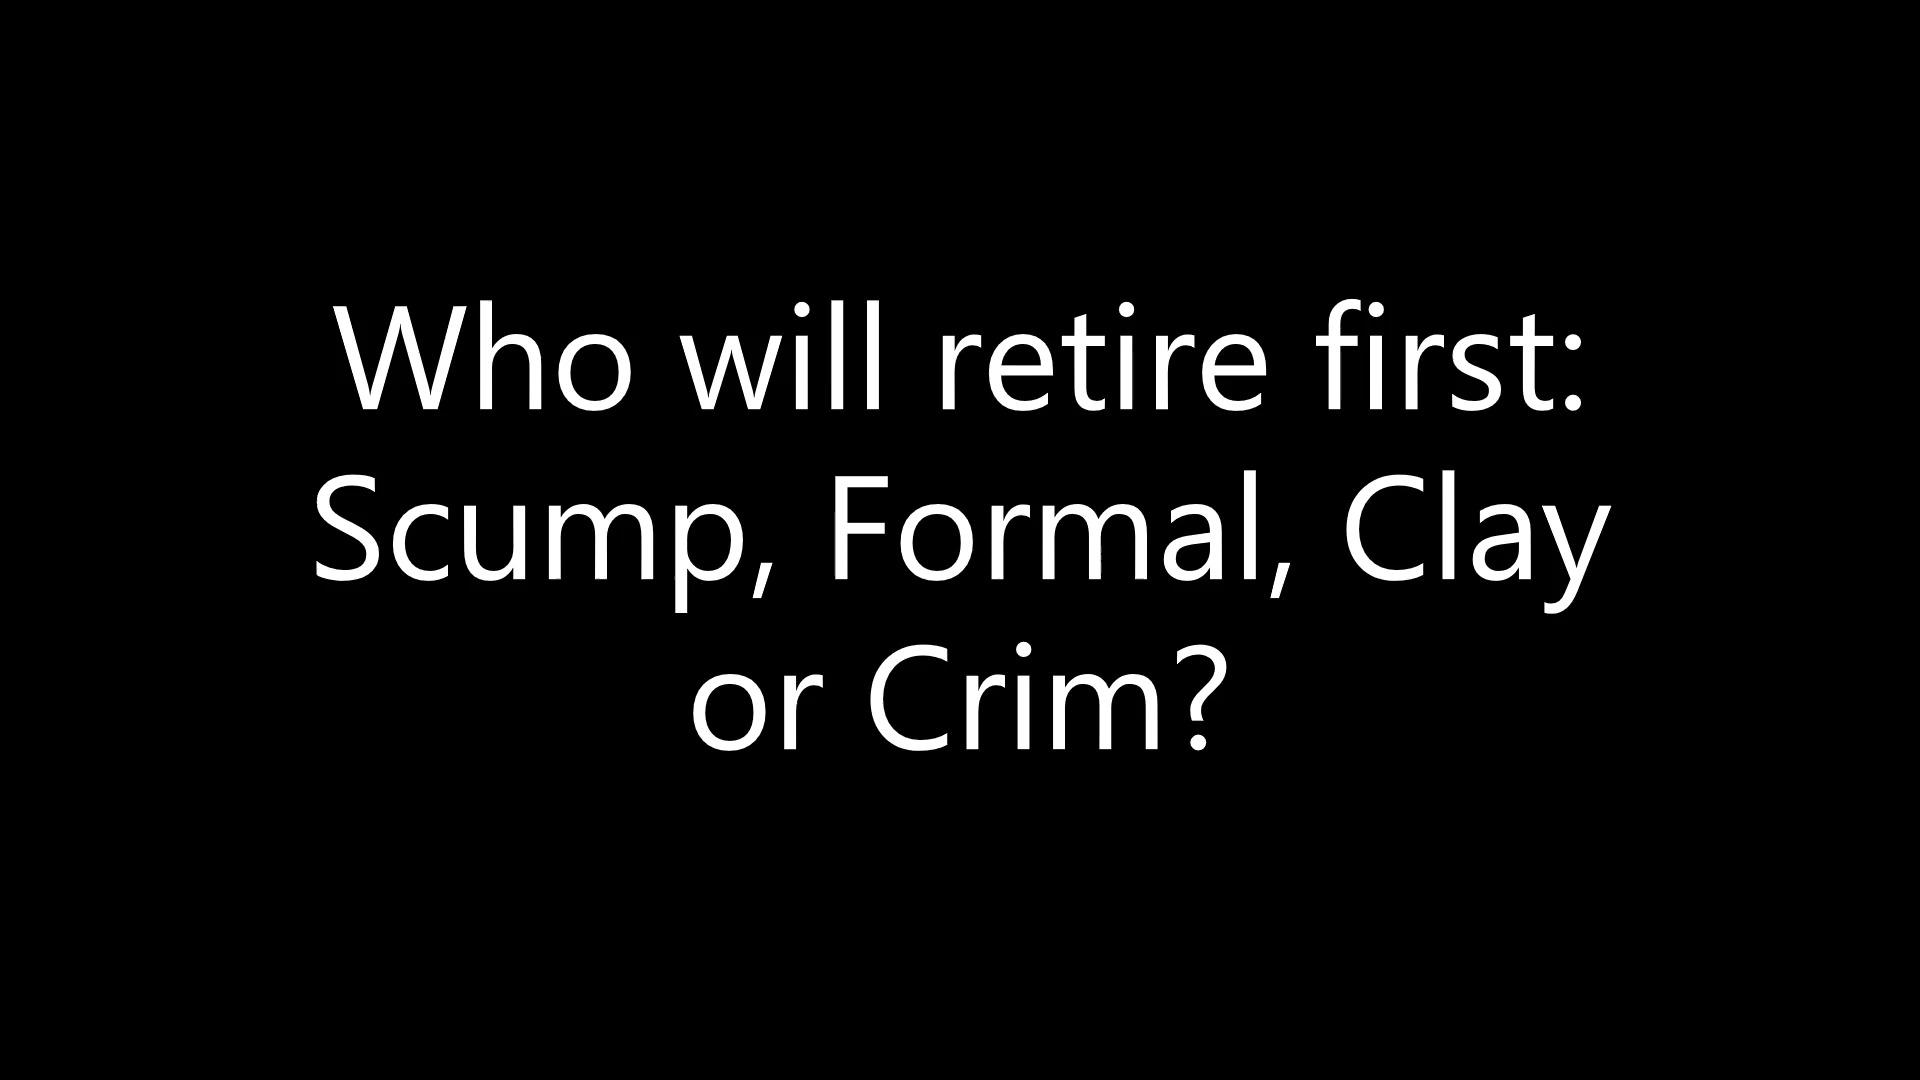 Who will retire first:
Scump, Formal, Clay
or Crim?